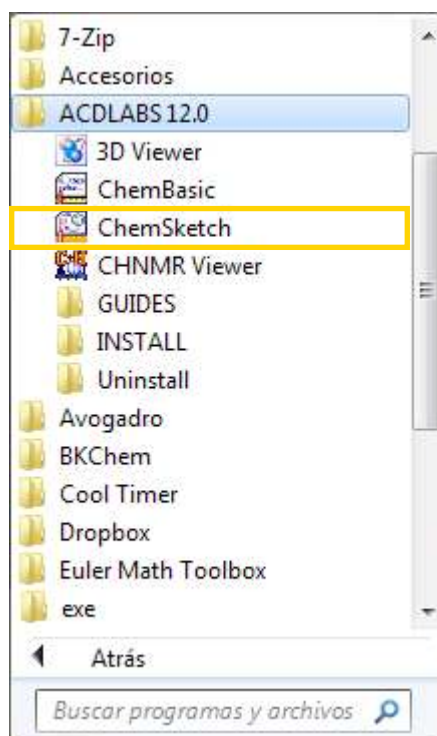 7-Zip
Accesorios
ACDLABS 12.0
3D Viewer
ChemBasic
ChemSketch
CHNMR Viewer
GUIDES
INSTALL
Uninstall
Avogadro
BKChem
Cool Timer
Dropbox
Euler Math Toolbox
exe
Atrás
Buscar programas y archivos